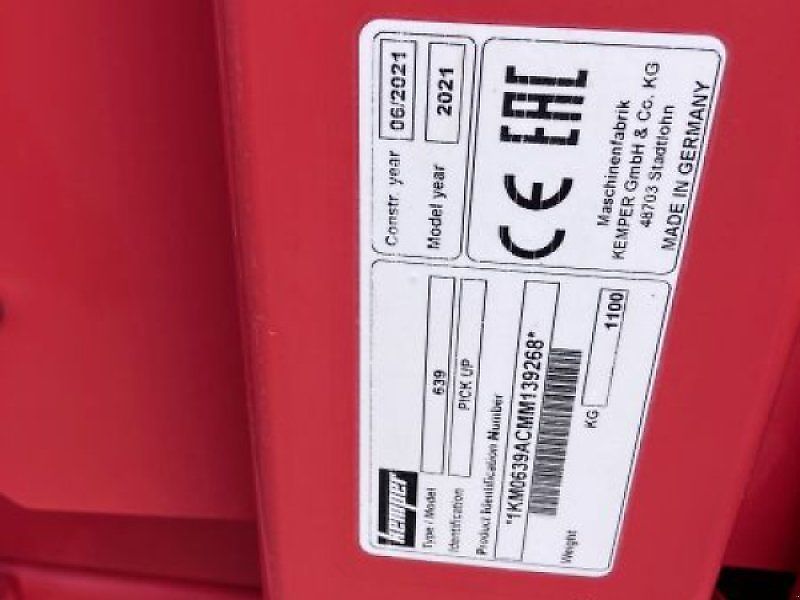 kemper
Type / Model 639
Identification PICK UP
Product Identification Number
*1KM0639ACMM139268*
Weight KG 1100
Constr. year 06/2021
Model year 2021
CE EAC
Maschinenfabrik
KEMPER GmbH & Co. KG
48703 Stadtlohn
MADE IN GERMANY